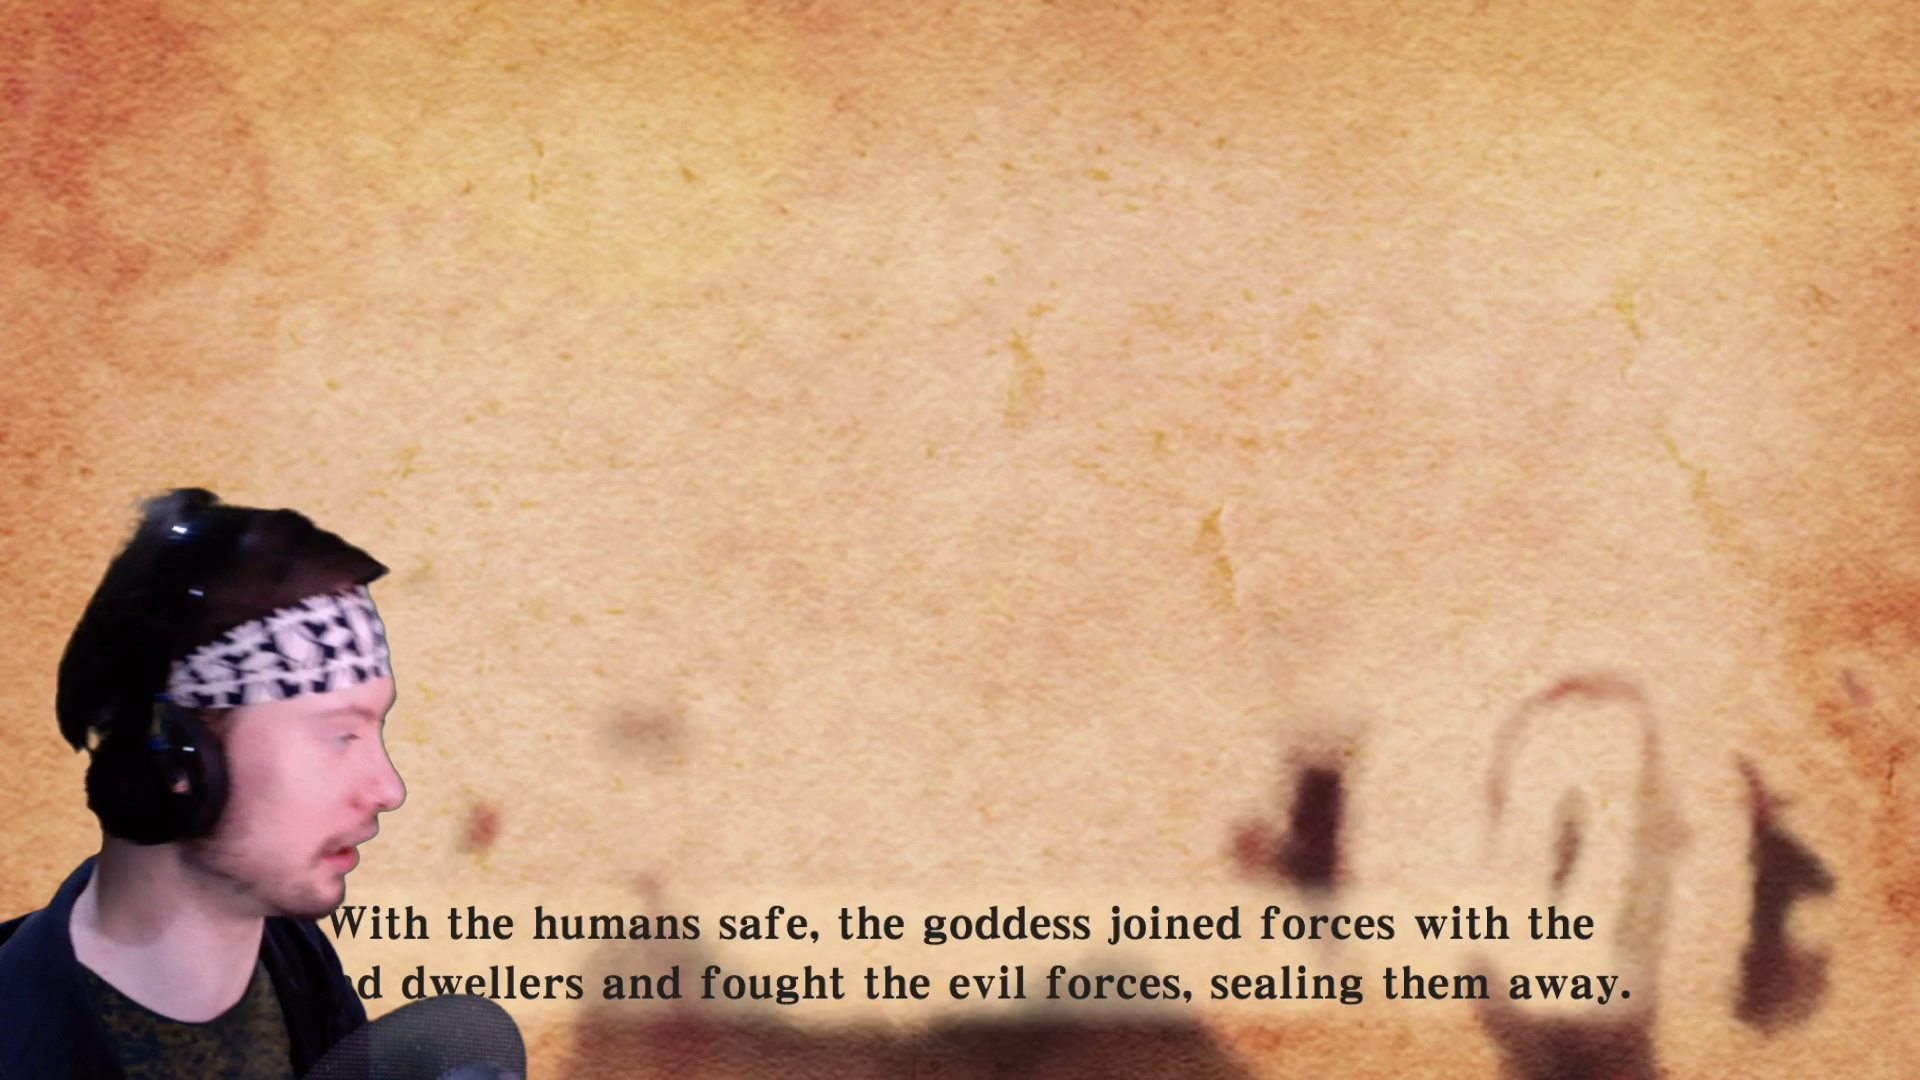 With the humans safe, the goddess joined forces with the
dwellers and fought the evil forces, sealing them away.